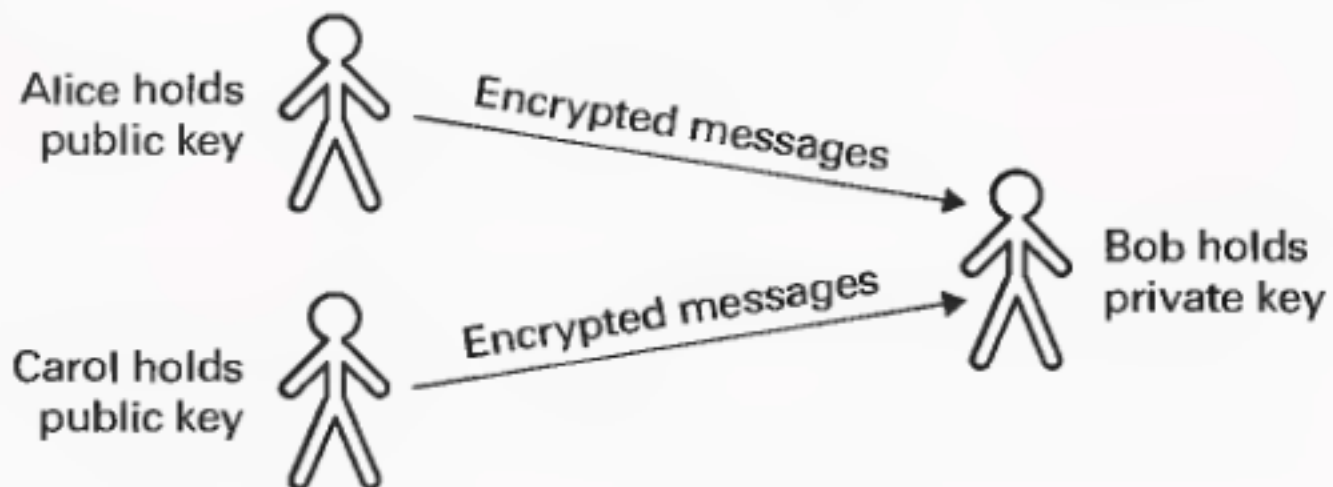 Alice holds
public key
Encrypted messages
Bob holds
private key
Encrypted messages
Carol holds
public key